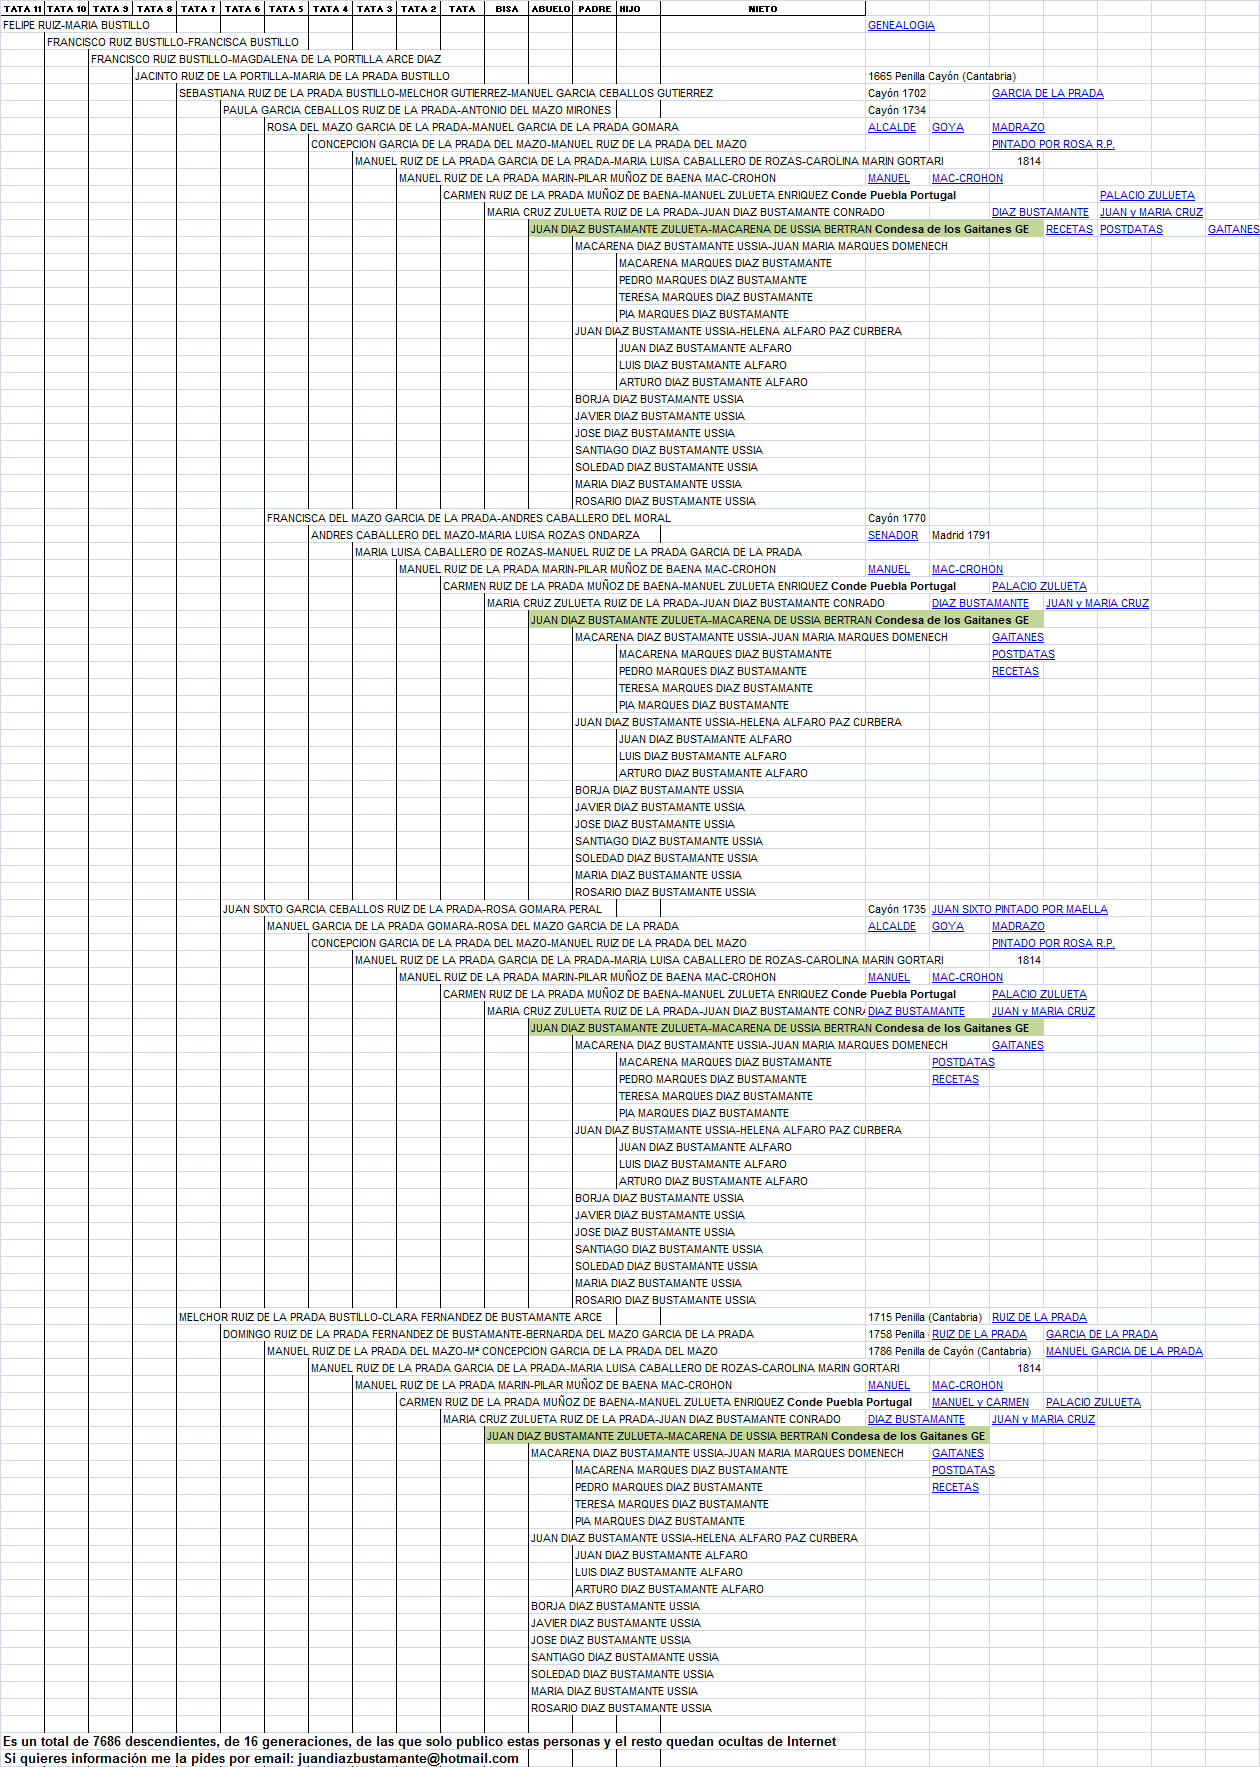 TATA 11 TATA 10 TATA 9 TATA 8 TATA 7 TATA 6 TATA 5 TATA 4 TATA 3 TATA 2 TATA BISA ABUELO PADRE HIJO NIETO
FELIPE RUIZ-MARIA BUSTILLO GENEALOGIA
FRANCISCO RUIZ BUSTILLO-FRANCISCA BUSTILLO
FRANCISCO RUIZ BUSTILLO-MAGDALENA DE LA PORTILLA ARCE DIAZ
JACINTO RUIZ DE LA PORTILLA-MARIA DE LA PRADA BUSTILLO 1665 Penilla Cayón (Cantabria)
SEBASTIANA RUIZ DE LA PRADA BUSTILLO-MELCHOR GUTIERREZ-MANUEL GARCIA CEBALLOS GUTIERREZ Cayón 1702 GARCIA DE LA PRADA
PAULA GARCIA CEBALLOS RUIZ DE LA PRADA-ANTONIO DEL MAZO MIRONES Cayón 1734
ROSA DEL MAZO GARCIA DE LA PRADA-MANUEL GARCIA DE LA PRADA GOMARA ALCALDE GOYA MADRAZO
CONCEPCION GARCIA DE LA PRADA DEL MAZO-MANUEL RUIZ DE LA PRADA DEL MAZO PINTADO POR ROSA R.P.
MANUEL RUIZ DE LA PRADA GARCIA DE LA PRADA-MARIA LUISA CABALLERO DE ROZAS-CAROLINA MARIN GORTARI 1814
MANUEL RUIZ DE LA PRADA MARIN-PILAR MUÑOZ DE BAENA MAC-CROHON MANUEL MAC-CROHON
CARMEN RUIZ DE LA PRADA MUÑOZ DE BAENA-MANUEL ZULUETA ENRIQUEZ Conde Puebla Portugal PALACIO ZULUETA
MARIA CRUZ ZULUETA RUIZ DE LA PRADA-JUAN DIAZ BUSTAMANTE CONRADO DIAZ BUSTAMANTE JUAN y MARIA CRUZ
JUAN DIAZ BUSTAMANTE ZULUETA-MACARENA DE USSIA BERTRAN Condesa de los Gaitanes GE RECETAS POSTDATAS GAITANES
MACARENA DIAZ BUSTAMANTE USSIA-JUAN MARIA MARQUES DOMENECH
MACARENA MARQUES DIAZ BUSTAMANTE
PEDRO MARQUES DIAZ BUSTAMANTE
TERESA MARQUES DIAZ BUSTAMANTE
PIA MARQUES DIAZ BUSTAMANTE
JUAN DIAZ BUSTAMANTE USSIA-HELENA ALFARO PAZ CURBERA
JUAN DIAZ BUSTAMANTE ALFARO
LUIS DIAZ BUSTAMANTE ALFARO
ARTURO DIAZ BUSTAMANTE ALFARO
BORJA DIAZ BUSTAMANTE USSIA
JAVIER DIAZ BUSTAMANTE USSIA
JOSE DIAZ BUSTAMANTE USSIA
SANTIAGO DIAZ BUSTAMANTE USSIA
SOLEDAD DIAZ BUSTAMANTE USSIA
MARIA DIAZ BUSTAMANTE USSIA
ROSARIO DIAZ BUSTAMANTE USSIA
FRANCISCA DEL MAZO GARCIA DE LA PRADA-ANDRES CABALLERO DEL MORAL Cayón 1770
ANDRES CABALLERO DEL MAZO-MARIA LUISA ROZAS ONDARZA SENADOR Madrid 1791
MARIA LUISA CABALLERO DE ROZAS-MANUEL RUIZ DE LA PRADA GARCIA DE LA PRADA
MANUEL RUIZ DE LA PRADA MARIN-PILAR MUÑOZ DE BAENA MAC-CROHON MANUEL MAC-CROHON
CARMEN RUIZ DE LA PRADA MUÑOZ DE BAENA-MANUEL ZULUETA ENRIQUEZ Conde Puebla Portugal PALACIO ZULUETA
MARIA CRUZ ZULUETA RUIZ DE LA PRADA-JUAN DIAZ BUSTAMANTE CONRADO DIAZ BUSTAMANTE JUAN y MARIA CRUZ
JUAN DIAZ BUSTAMANTE ZULUETA-MACARENA DE USSIA BERTRAN Condesa de los Gaitanes GE
MACARENA DIAZ BUSTAMANTE USSIA-JUAN MARIA MARQUES DOMENECH GAITANES
MACARENA MARQUES DIAZ BUSTAMANTE POSTDATAS
PEDRO MARQUES DIAZ BUSTAMANTE RECETAS
TERESA MARQUES DIAZ BUSTAMANTE
PIA MARQUES DIAZ BUSTAMANTE
JUAN DIAZ BUSTAMANTE USSIA-HELENA ALFARO PAZ CURBERA
JUAN DIAZ BUSTAMANTE ALFARO
LUIS DIAZ BUSTAMANTE ALFARO
ARTURO DIAZ BUSTAMANTE ALFARO
BORJA DIAZ BUSTAMANTE USSIA
JAVIER DIAZ BUSTAMANTE USSIA
JOSE DIAZ BUSTAMANTE USSIA
SANTIAGO DIAZ BUSTAMANTE USSIA
SOLEDAD DIAZ BUSTAMANTE USSIA
MARIA DIAZ BUSTAMANTE USSIA
ROSARIO DIAZ BUSTAMANTE USSIA
JUAN SIXTO GARCIA CEBALLOS RUIZ DE LA PRADA-ROSA GOMARA PERAL Cayón 1735 JUAN SIXTO PINTADO POR MAELLA
MANUEL GARCIA DE LA PRADA GOMARA-ROSA DEL MAZO GARCIA DE LA PRADA ALCALDE GOYA MADRAZO
CONCEPCION GARCIA DE LA PRADA DEL MAZO-MANUEL RUIZ DE LA PRADA DEL MAZO PINTADO POR ROSA R.P.
MANUEL RUIZ DE LA PRADA GARCIA DE LA PRADA-MARIA LUISA CABALLERO DE ROZAS-CAROLINA MARIN GORTARI 1814
MANUEL RUIZ DE LA PRADA MARIN-PILAR MUÑOZ DE BAENA MAC-CROHON MANUEL MAC-CROHON
CARMEN RUIZ DE LA PRADA MUÑOZ DE BAENA-MANUEL ZULUETA ENRIQUEZ Conde Puebla Portugal PALACIO ZULUETA
MARIA CRUZ ZULUETA RUIZ DE LA PRADA-JUAN DIAZ BUSTAMANTE CONRA DIAZ BUSTAMANTE JUAN y MARIA CRUZ
JUAN DIAZ BUSTAMANTE ZULUETA-MACARENA DE USSIA BERTRAN Condesa de los Gaitanes GE
MACARENA DIAZ BUSTAMANTE USSIA-JUAN MARIA MARQUES DOMENECH GAITANES
MACARENA MARQUES DIAZ BUSTAMANTE POSTDATAS
PEDRO MARQUES DIAZ BUSTAMANTE RECETAS
TERESA MARQUES DIAZ BUSTAMANTE
PIA MARQUES DIAZ BUSTAMANTE
JUAN DIAZ BUSTAMANTE USSIA-HELENA ALFARO PAZ CURBERA
JUAN DIAZ BUSTAMANTE ALFARO
LUIS DIAZ BUSTAMANTE ALFARO
ARTURO DIAZ BUSTAMANTE ALFARO
BORJA DIAZ BUSTAMANTE USSIA
JAVIER DIAZ BUSTAMANTE USSIA
JOSE DIAZ BUSTAMANTE USSIA
SANTIAGO DIAZ BUSTAMANTE USSIA
SOLEDAD DIAZ BUSTAMANTE USSIA
MARIA DIAZ BUSTAMANTE USSIA
ROSARIO DIAZ BUSTAMANTE USSIA
MELCHOR RUIZ DE LA PRADA BUSTILLO-CLARA FERNANDEZ DE BUSTAMANTE ARCE 1715 Penilla (Cantabria) RUIZ DE LA PRADA
DOMINGO RUIZ DE LA PRADA FERNANDEZ DE BUSTAMANTE-BERNARDA DEL MAZO GARCIA DE LA PRADA 1758 Penilla RUIZ DE LA PRADA GARCIA DE LA PRADA
MANUEL RUIZ DE LA PRADA DEL MAZO-Mª CONCEPCION GARCIA DE LA PRADA DEL MAZO 1786 Penilla de Cayón (Cantabria) MANUEL GARCIA DE LA PRADA
MANUEL RUIZ DE LA PRADA GARCIA DE LA PRADA-MARIA LUISA CABALLERO DE ROZAS-CAROLINA MARIN GORTARI 1814
MANUEL RUIZ DE LA PRADA MARIN-PILAR MUÑOZ DE BAENA MAC-CROHON MANUEL MAC-CROHON
CARMEN RUIZ DE LA PRADA MUÑOZ DE BAENA-MANUEL ZULUETA ENRIQUEZ Conde Puebla Portugal MANUEL y CARMEN PALACIO ZULUETA
MARIA CRUZ ZULUETA RUIZ DE LA PRADA-JUAN DIAZ BUSTAMANTE CONRADO DIAZ BUSTAMANTE JUAN y MARIA CRUZ
JUAN DIAZ BUSTAMANTE ZULUETA-MACARENA DE USSIA BERTRAN Condesa de los Gaitanes GE
MACARENA DIAZ BUSTAMANTE USSIA-JUAN MARIA MARQUES DOMENECH GAITANES
MACARENA MARQUES DIAZ BUSTAMANTE POSTDATAS
PEDRO MARQUES DIAZ BUSTAMANTE RECETAS
TERESA MARQUES DIAZ BUSTAMANTE
PIA MARQUES DIAZ BUSTAMANTE
JUAN DIAZ BUSTAMANTE USSIA-HELENA ALFARO PAZ CURBERA
JUAN DIAZ BUSTAMANTE ALFARO
LUIS DIAZ BUSTAMANTE ALFARO
ARTURO DIAZ BUSTAMANTE ALFARO
BORJA DIAZ BUSTAMANTE USSIA
JAVIER DIAZ BUSTAMANTE USSIA
JOSE DIAZ BUSTAMANTE USSIA
SANTIAGO DIAZ BUSTAMANTE USSIA
SOLEDAD DIAZ BUSTAMANTE USSIA
MARIA DIAZ BUSTAMANTE USSIA
ROSARIO DIAZ BUSTAMANTE USSIA
Es un total de 7686 descendientes, de 16 generaciones, de las que solo publico estas personas y el resto quedan ocultas de Internet
Si quieres información me la pides por email: juandiazbustamante@hotmail.com